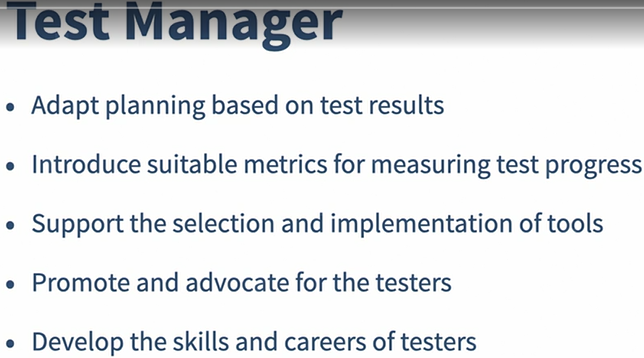 Test Manager
• Adapt planning based on test results
• Introduce suitable metrics for measuring test progress
• Support the selection and implementation of tools
• Promote and advocate for the testers
• Develop the skills and careers of testers